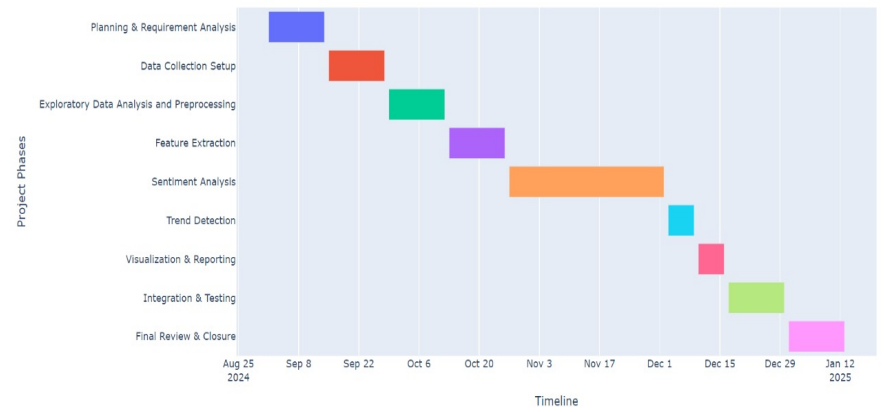 Planning & Requirement Analysis
Data Collection Setup
Exploratory Data Analysis and Preprocessing
Feature Extraction
Sentiment Analysis
Trend Detection
Visualization & Reporting
Integration & Testing
Final Review & Closure
Project Phases
Aug 25 Sep 8 Sep 22 Oct 6 Oct 20 Nov 3 Nov 17 Dec 1 Dec 15 Dec 29 Jan 12
2024 2025
Timeline